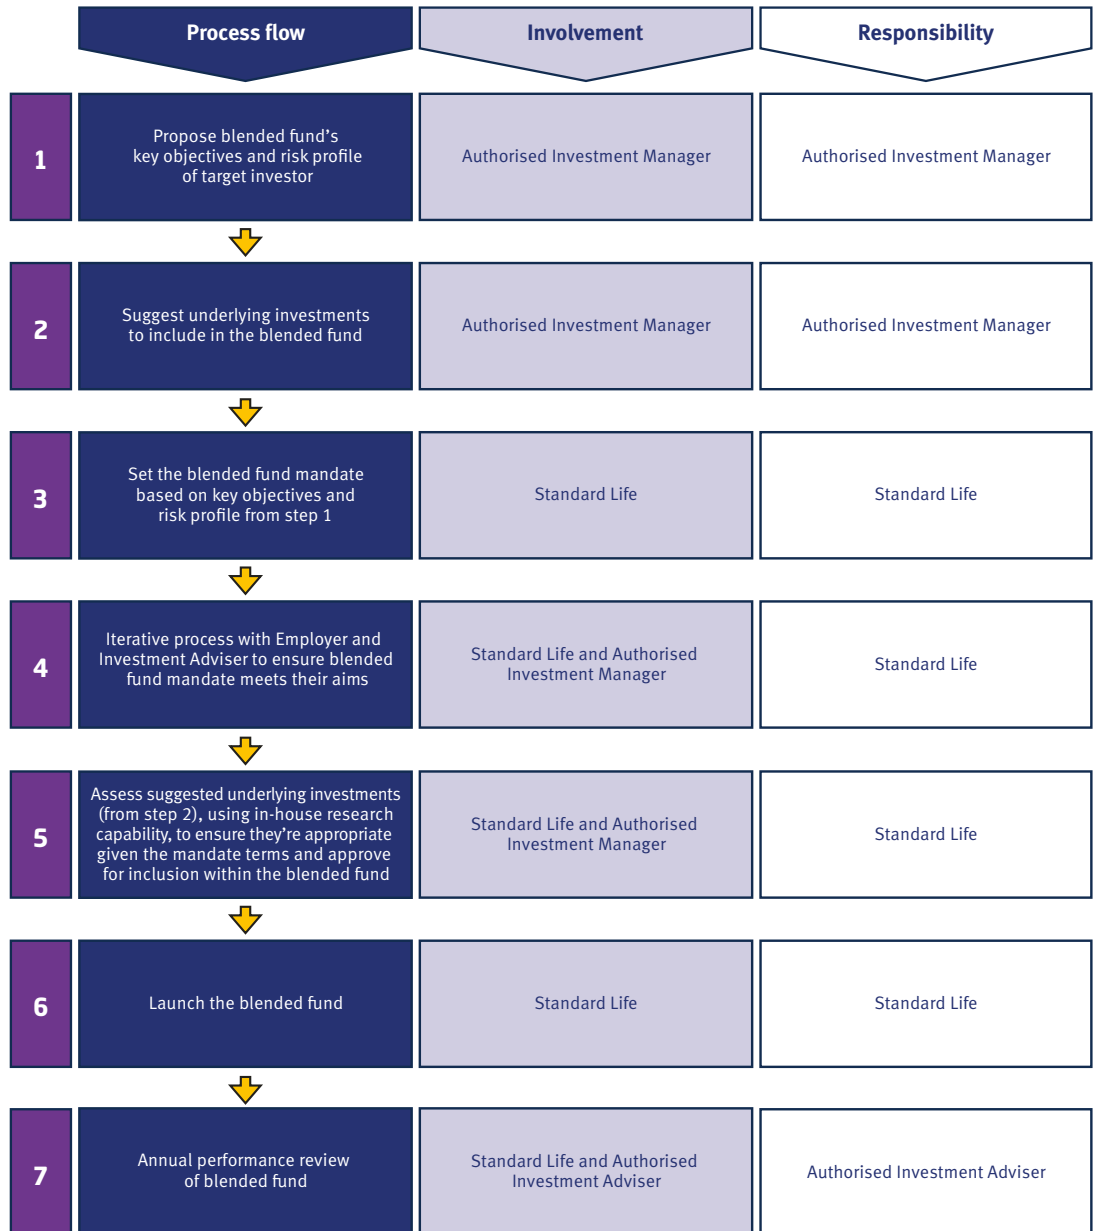 Process flow
Involvement
Responsibility
1
Propose blended fund's
key objectives and risk profile
of target investor
Authorised Investment Manager
Authorised Investment Manager
2
Suggest underlying investments
to include in the blended fund
Authorised Investment Manager
Authorised Investment Manager
3
Set the blended fund mandate
based on key objectives and
risk profile from step 1
Standard Life
Standard Life
4
Iterative process with Employer and
Investment Adviser to ensure blended
fund mandate meets their aims
Standard Life and Authorised
Investment Manager
Standard Life
5
Assess suggested underlying investments
(from step 2), using in-house research
capability, to ensure they're appropriate
given the mandate terms and approve
for inclusion within the blended fund
Standard Life and Authorised
Investment Manager
Standard Life
6
Launch the blended fund
Standard Life
Standard Life
7
Annual performance review
of blended fund
Standard Life and Authorised
Investment Adviser
Authorised Investment Adviser